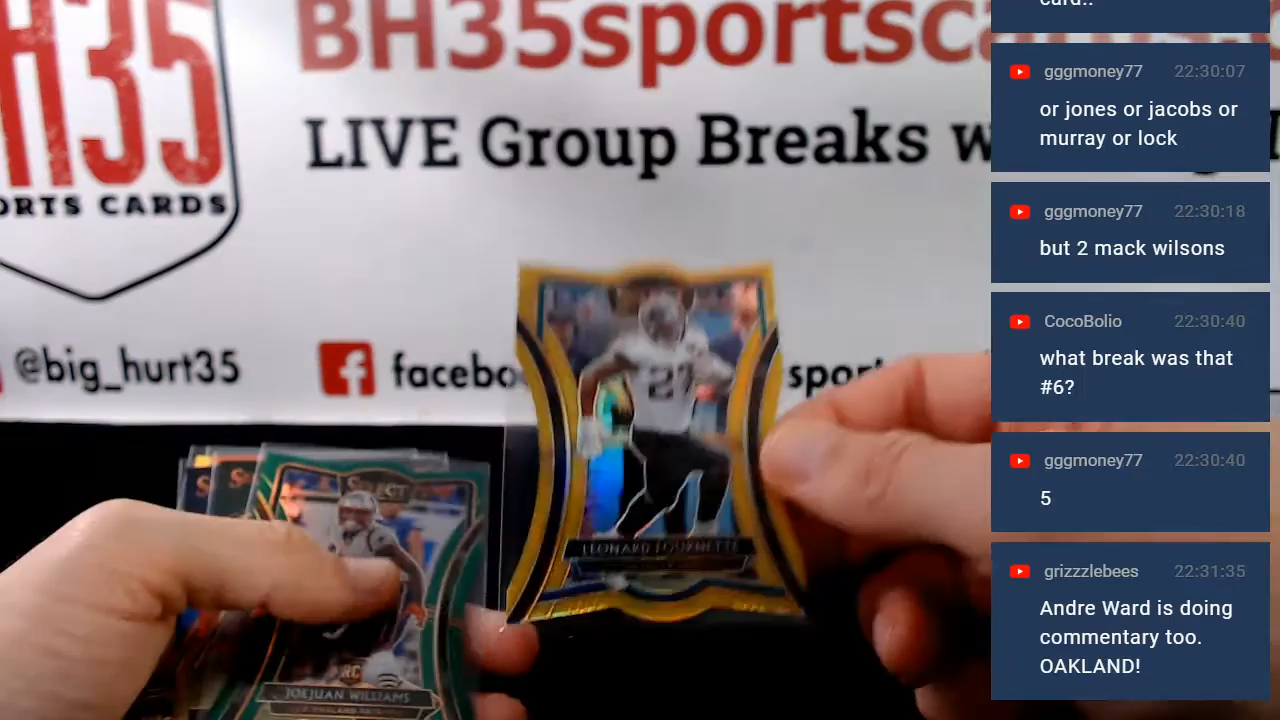 H35
ORTS CARDS
BH35sportsca
LIVE Group Breaks w
@big_hurt35
facebo
sport
LEONARD FOURNETTE
27
SELECT
RC
JOEJUAN WILLIAMS
card..
gggmoney77 22:30:07
or jones or jacobs or
murray or lock
gggmoney77 22:30:18
but 2 mack wilsons
CocoBolio 22:30:40
what break was that
#6?
gggmoney77 22:30:40
5
grizzzlebees 22:31:35
Andre Ward is doing
commentary too.
OAKLAND!